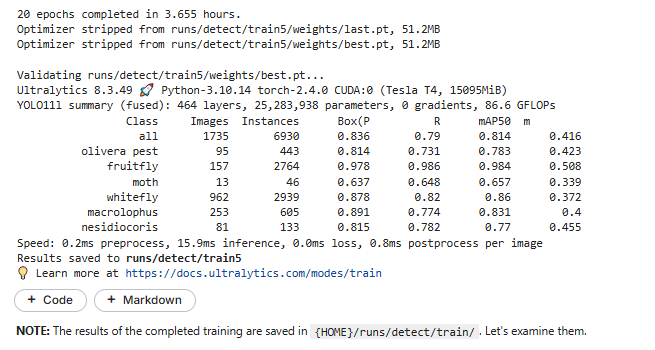 20 epochs completed in 3.655 hours.
Optimizer stripped from runs/detect/train5/weights/last.pt, 51.2MB
Optimizer stripped from runs/detect/train5/weights/best.pt, 51.2MB
Validating runs/detect/train5/weights/best.pt...
Ultralytics 8.3.49 🚀 Python-3.10.14 torch-2.4.0 CUDA:0 (Tesla T4, 15095MiB)
YOLO11l summary (fused): 464 layers, 25,283,938 parameters, 0 gradients, 86.6 GFLOPs
Class Images Instances Box(P R mAP50 m
all 1735 6930 0.836 0.79 0.814 0.416
olivera pest 95 443 0.814 0.731 0.783 0.423
fruitfly 157 2764 0.978 0.986 0.984 0.508
moth 13 46 0.637 0.648 0.657 0.339
whitefly 962 2939 0.878 0.82 0.86 0.372
macrolophus 253 605 0.891 0.774 0.831 0.4
nesidiocoris 81 133 0.815 0.782 0.77 0.455
Speed: 0.2ms preprocess, 15.9ms inference, 0.0ms loss, 0.8ms postprocess per image
Results saved to runs/detect/train5
💡 Learn more at https://docs.ultralytics.com/modes/train
+ Code + Markdown
NOTE: The results of the completed training are saved in {HOME}/runs/detect/train/ . Let's examine them.